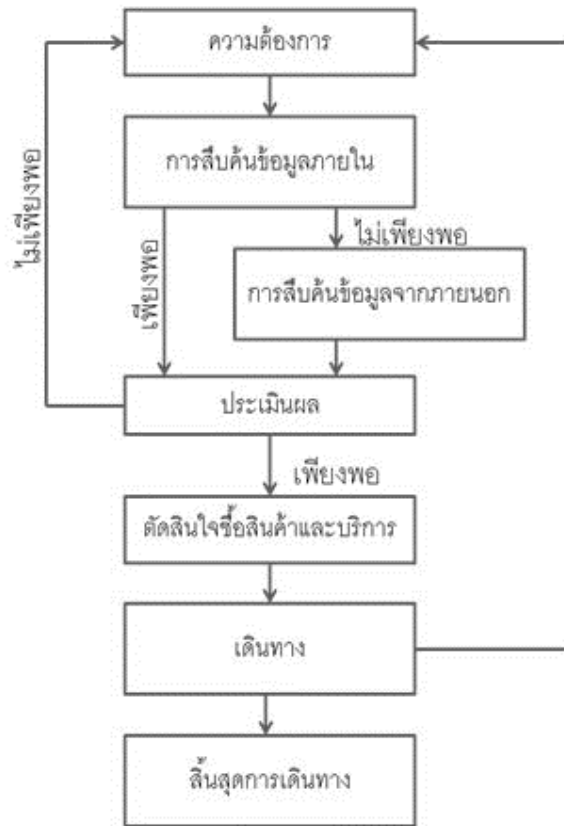 ความต้องการ
การสืบค้นข้อมูลภายใน
ไม่เพียงพอ
เพียงพอ
ไม่เพียงพอ
การสืบค้นข้อมูลจากภายนอก
ประเมินผล
เพียงพอ
ตัดสินใจซื้อสินค้าและบริการ
เดินทาง
สิ้นสุดการเดินทาง